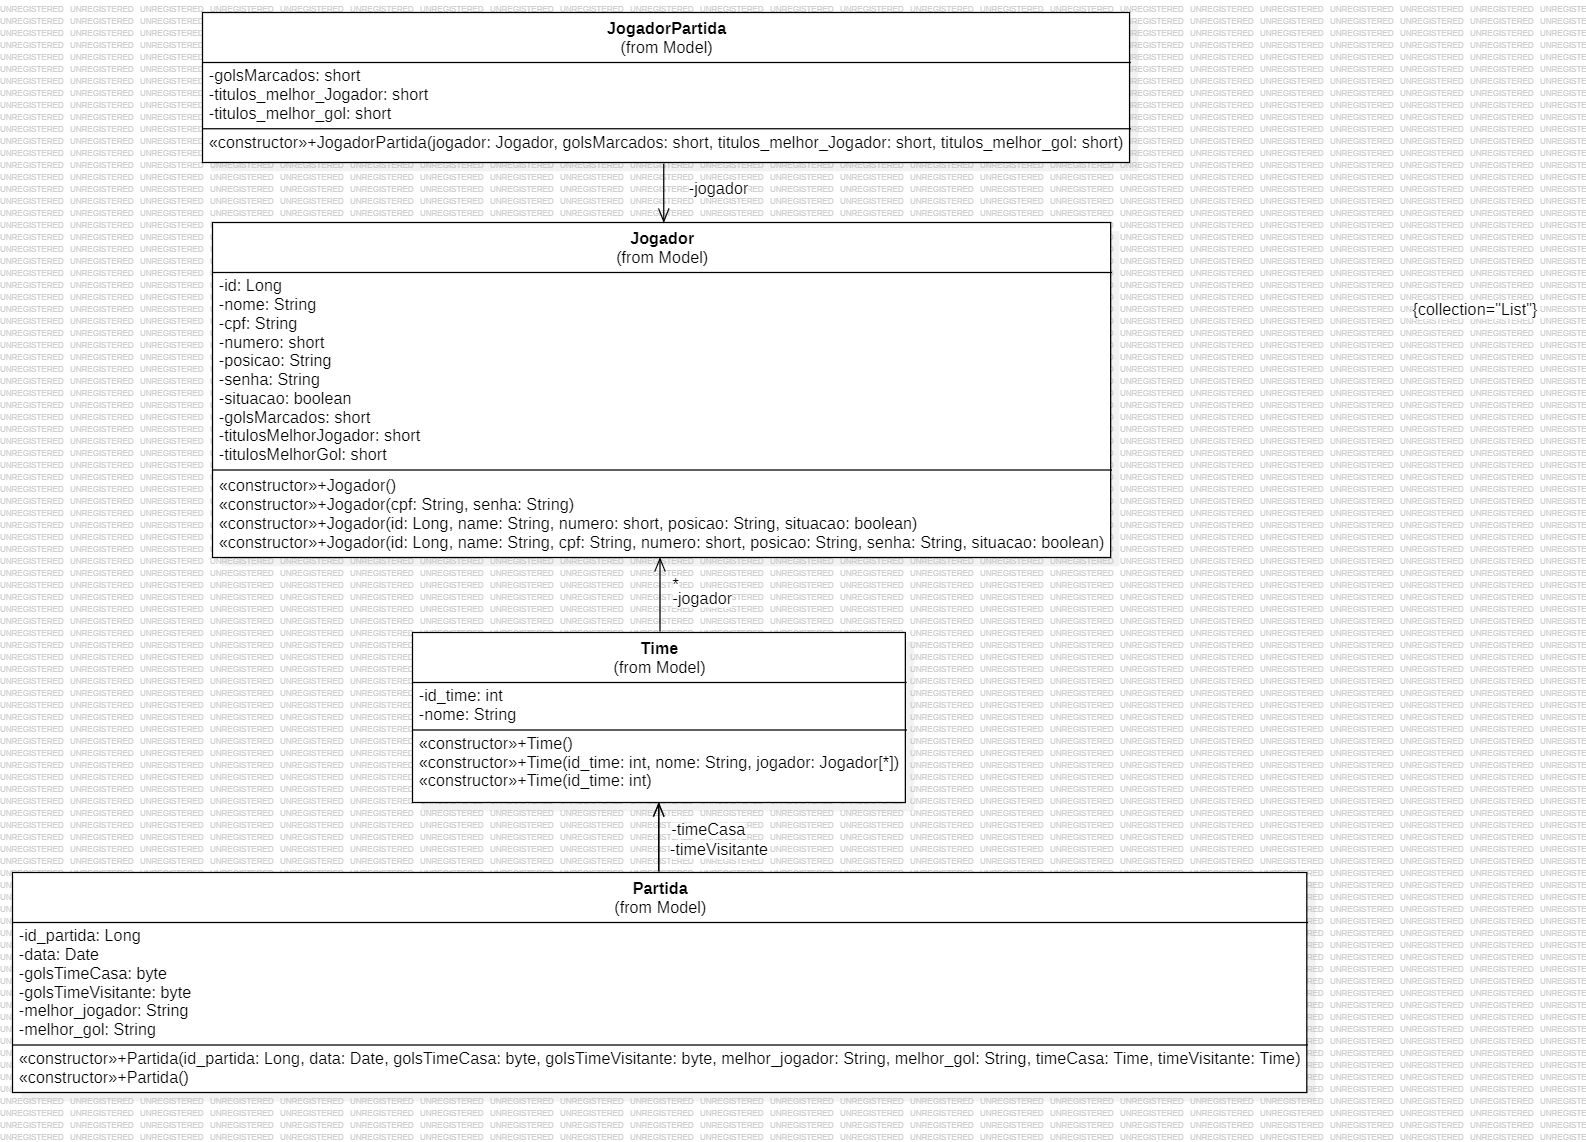 JogadorPartida
(from Model)
-golsMarcados: short
-titulos_melhor_Jogador: short
-titulos_melhor_gol: short
«constructor»+JogadorPartida(jogador: Jogador, golsMarcados: short, titulos_melhor_Jogador: short, titulos_melhor_gol: short)
-jogador
Jogador
(from Model)
-id: Long
-nome: String
-cpf: String
-numero: short
-posicao: String
-senha: String
-situacao: boolean
-golsMarcados: short
-titulosMelhorJogador: short
-titulosMelhorGol: short
{collection="List"}
«constructor»+Jogador()
«constructor»+Jogador(cpf: String, senha: String)
«constructor»+Jogador(id: Long, name: String, numero: short, posicao: String, situacao: boolean)
«constructor»+Jogador(id: Long, name: String, cpf: String, numero: short, posicao: String, senha: String, situacao: boolean)
*
-jogador
Time
(from Model)
-id_time: int
-nome: String
«constructor»+Time()
«constructor»+Time(id_time: int, nome: String, jogador: Jogador[*])
«constructor»+Time(id_time: int)
-timeCasa
-timeVisitante
Partida
(from Model)
-id_partida: Long
-data: Date
-golsTimeCasa: byte
-golsTimeVisitante: byte
-melhor_jogador: String
-melhor_gol: String
«constructor»+Partida(id_partida: Long, data: Date, golsTimeCasa: byte, golsTimeVisitante: byte, melhor_jogador: String, melhor_gol: String, timeCasa: Time, timeVisitante: Time)
«constructor»+Partida()
UNREGISTERED